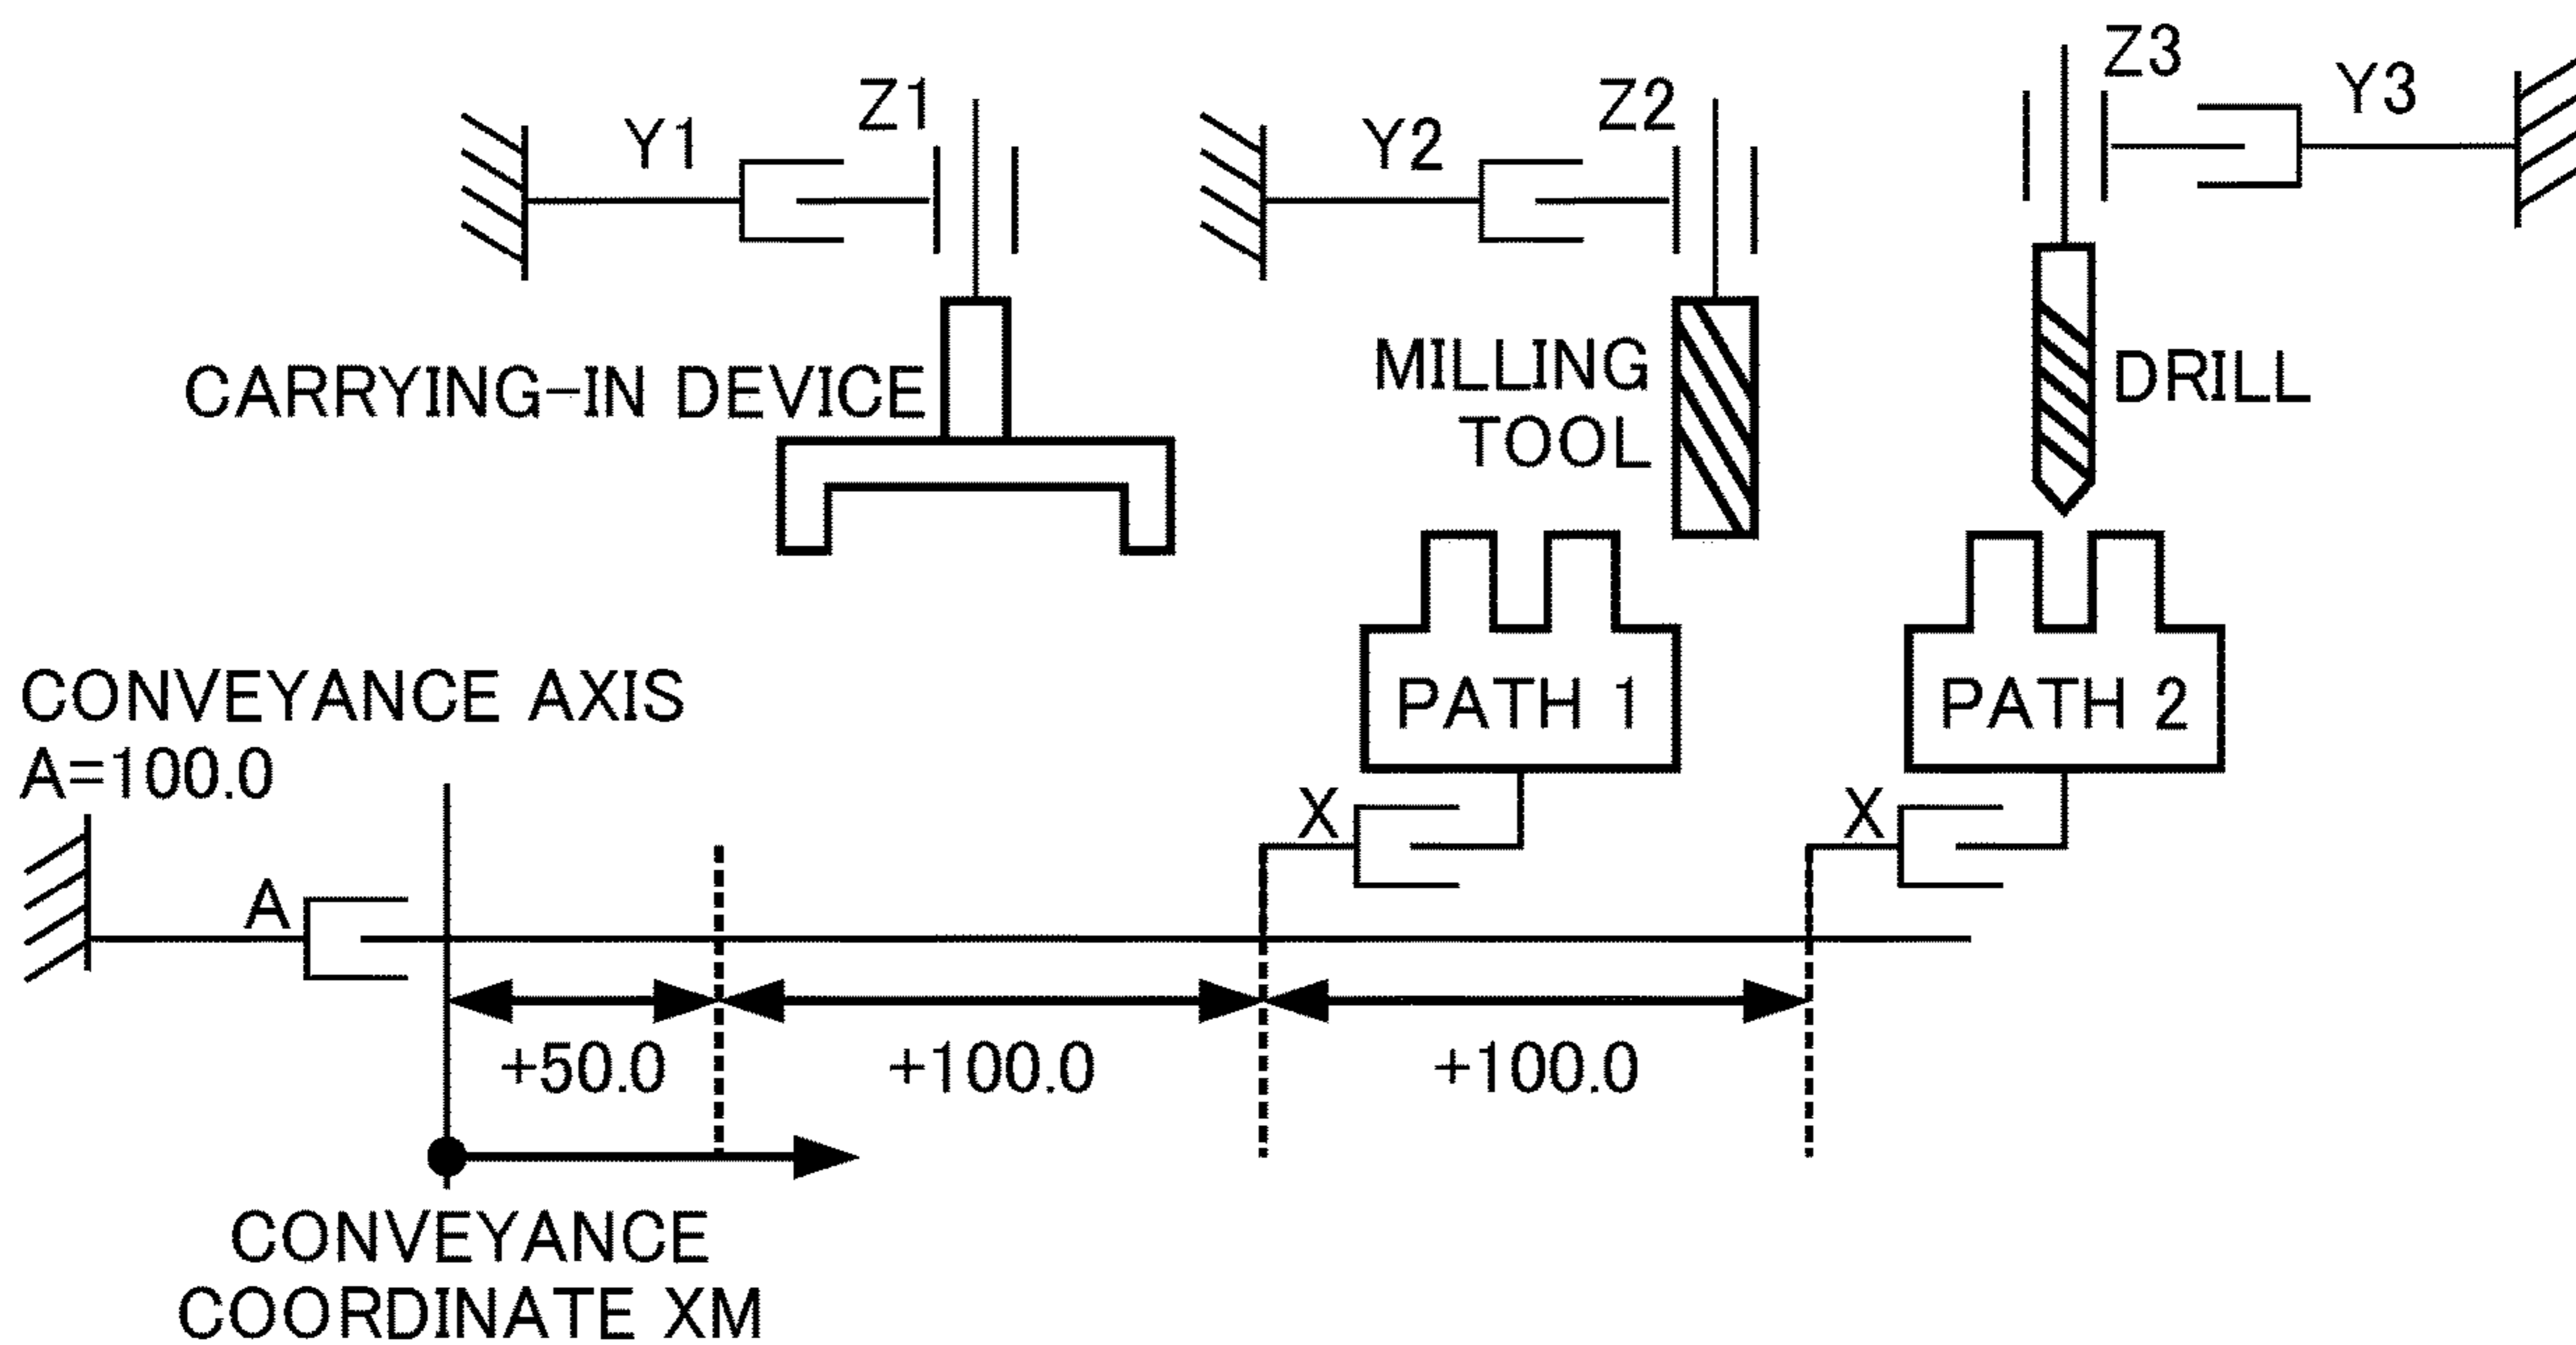 Z3
Y3
Z1
Z2
Y1
Y2
CARRYING-IN DEVICE
MILLING
TOOL
DRILL
CONVEYANCE AXIS
A=100.0
PATH 1
PATH 2
X
X
A
+50.0
+100.0
+100.0
CONVEYANCE
COORDINATE XM